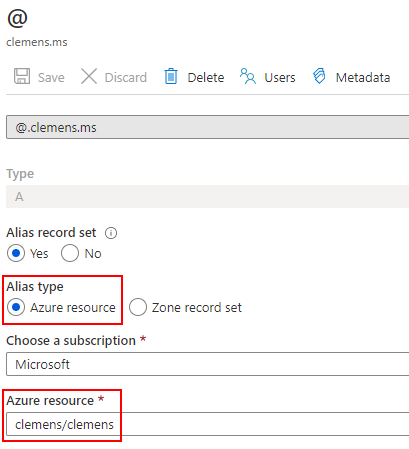 @
clemens.ms
Save Discard Delete Users Metadata
@.clemens.ms
Type
A
Alias record set
Yes No
Alias type
Azure resource Zone record set
Choose a subscription *
Microsoft
Azure resource *
clemens/clemens